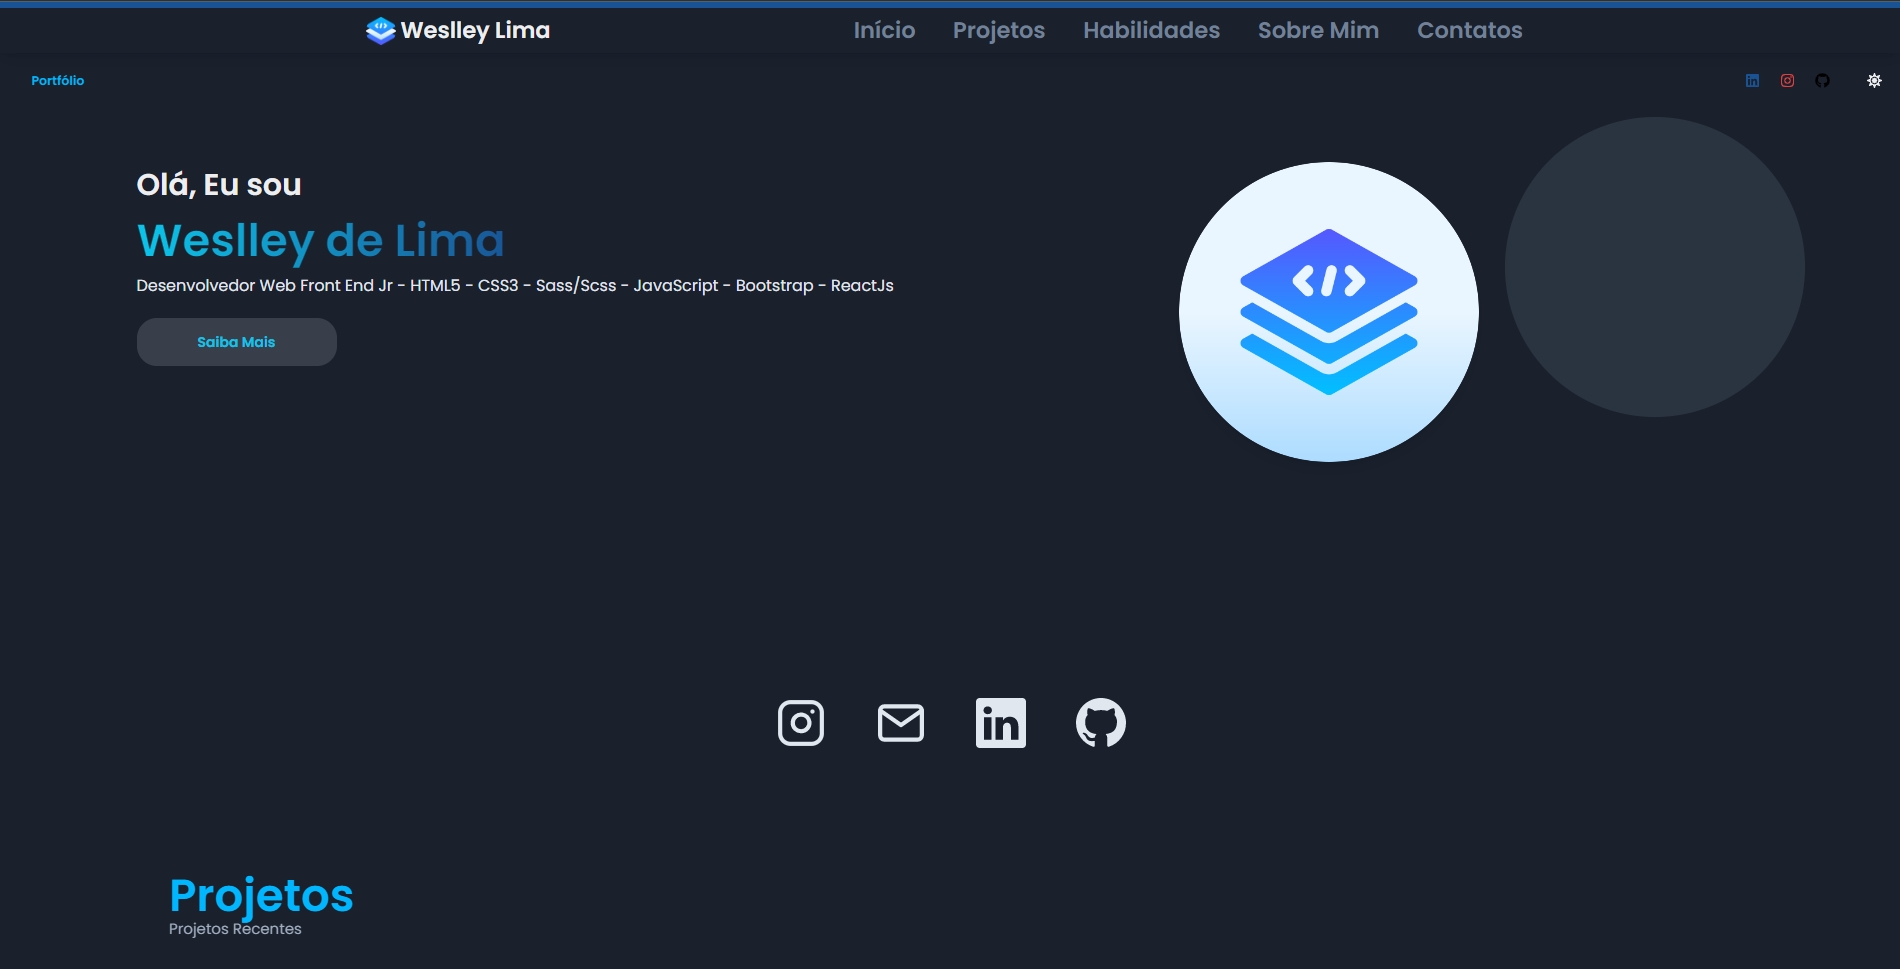 Weslley Lima
Início Projetos Habilidades Sobre Mim Contatos
Portfólio
Olá, Eu sou
Weslley de Lima
Desenvolvedor Web Front End Jr - HTML5 - CSS3 - Sass/Scss - JavaScript - Bootstrap - ReactJs
Saiba Mais
Projetos
Projetos Recentes